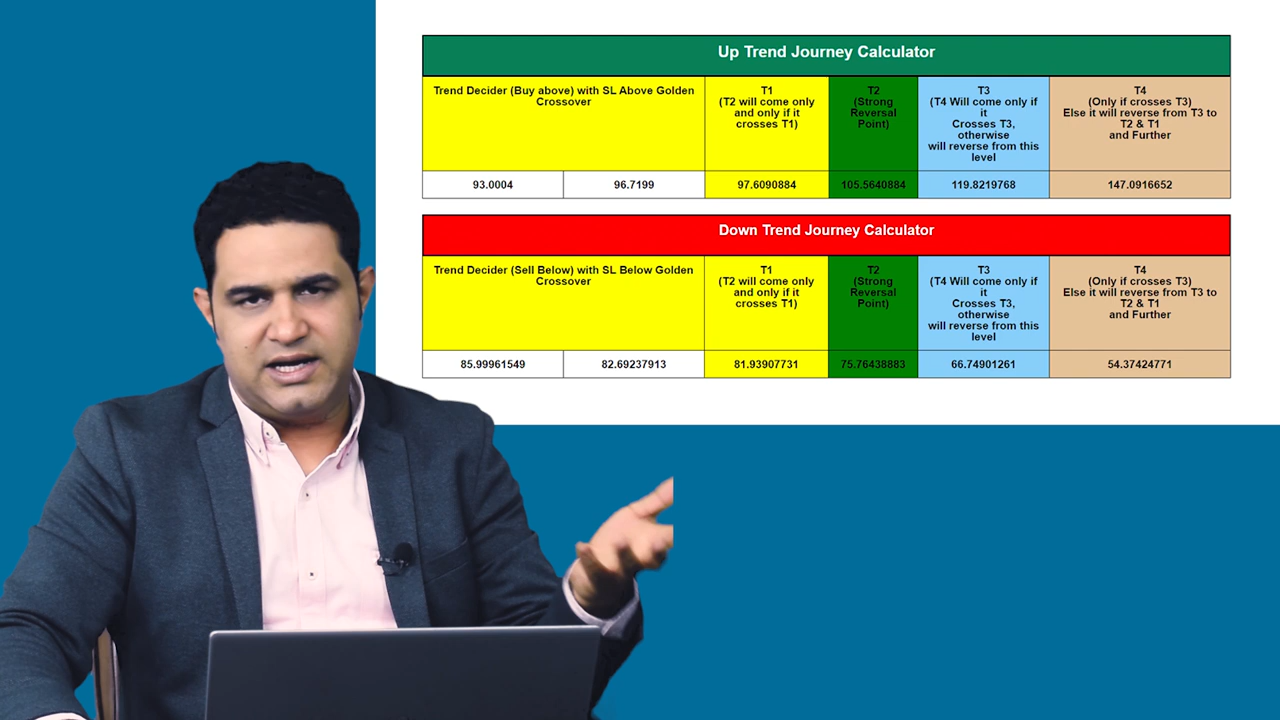 Up Trend Journey Calculator
Trend Decider (Buy above) with SL Above Golden
Crossover
T1
(T2 will come only
and only if it
crosses T1)
T2
(Strong
Reversal
Point)
T3
(T4 Will come only if
it
Crosses T3,
otherwise
will reverse from this
level
T4
(Only if crosses T3)
Else it will reverse from T3 to
T2 & T1
and Further
93.0004
96.7199
97.6090884
105.5640884
119.8219768
147.0916652
Down Trend Journey Calculator
Trend Decider (Sell Below) with SL Below Golden
Crossover
T1
(T2 will come only
and only if it
crosses T1)
T2
(Strong
Reversal
Point)
T3
(T4 Will come only if
it
Crosses T3,
otherwise
will reverse from this
level
T4
(Only if crosses T3)
Else it will reverse from T3 to
T2 & T1
and Further
85.99961549
82.69237913
81.93907731
75.76438883
66.74901261
54.37424771